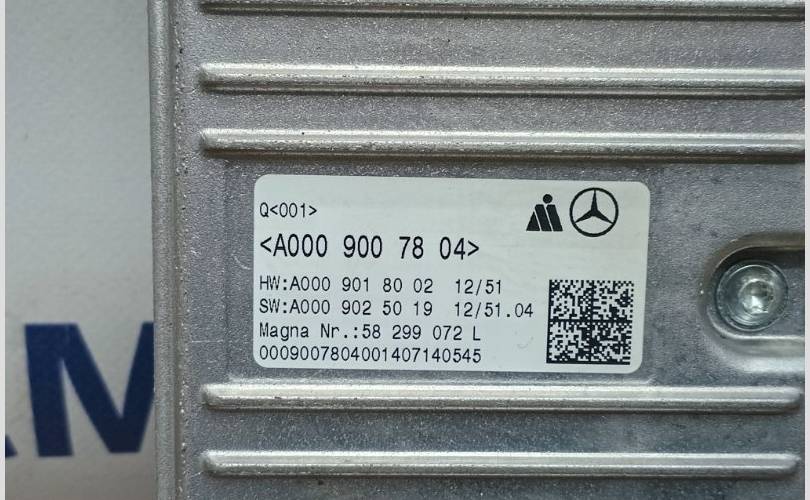 Q<001>
<A000 900 78 04>
HW:A000 901 80 02 12/51
SW:A000 902 50 19 12/51.04
Magna Nr.:58 299 072 L
0009007804001407140545
AM